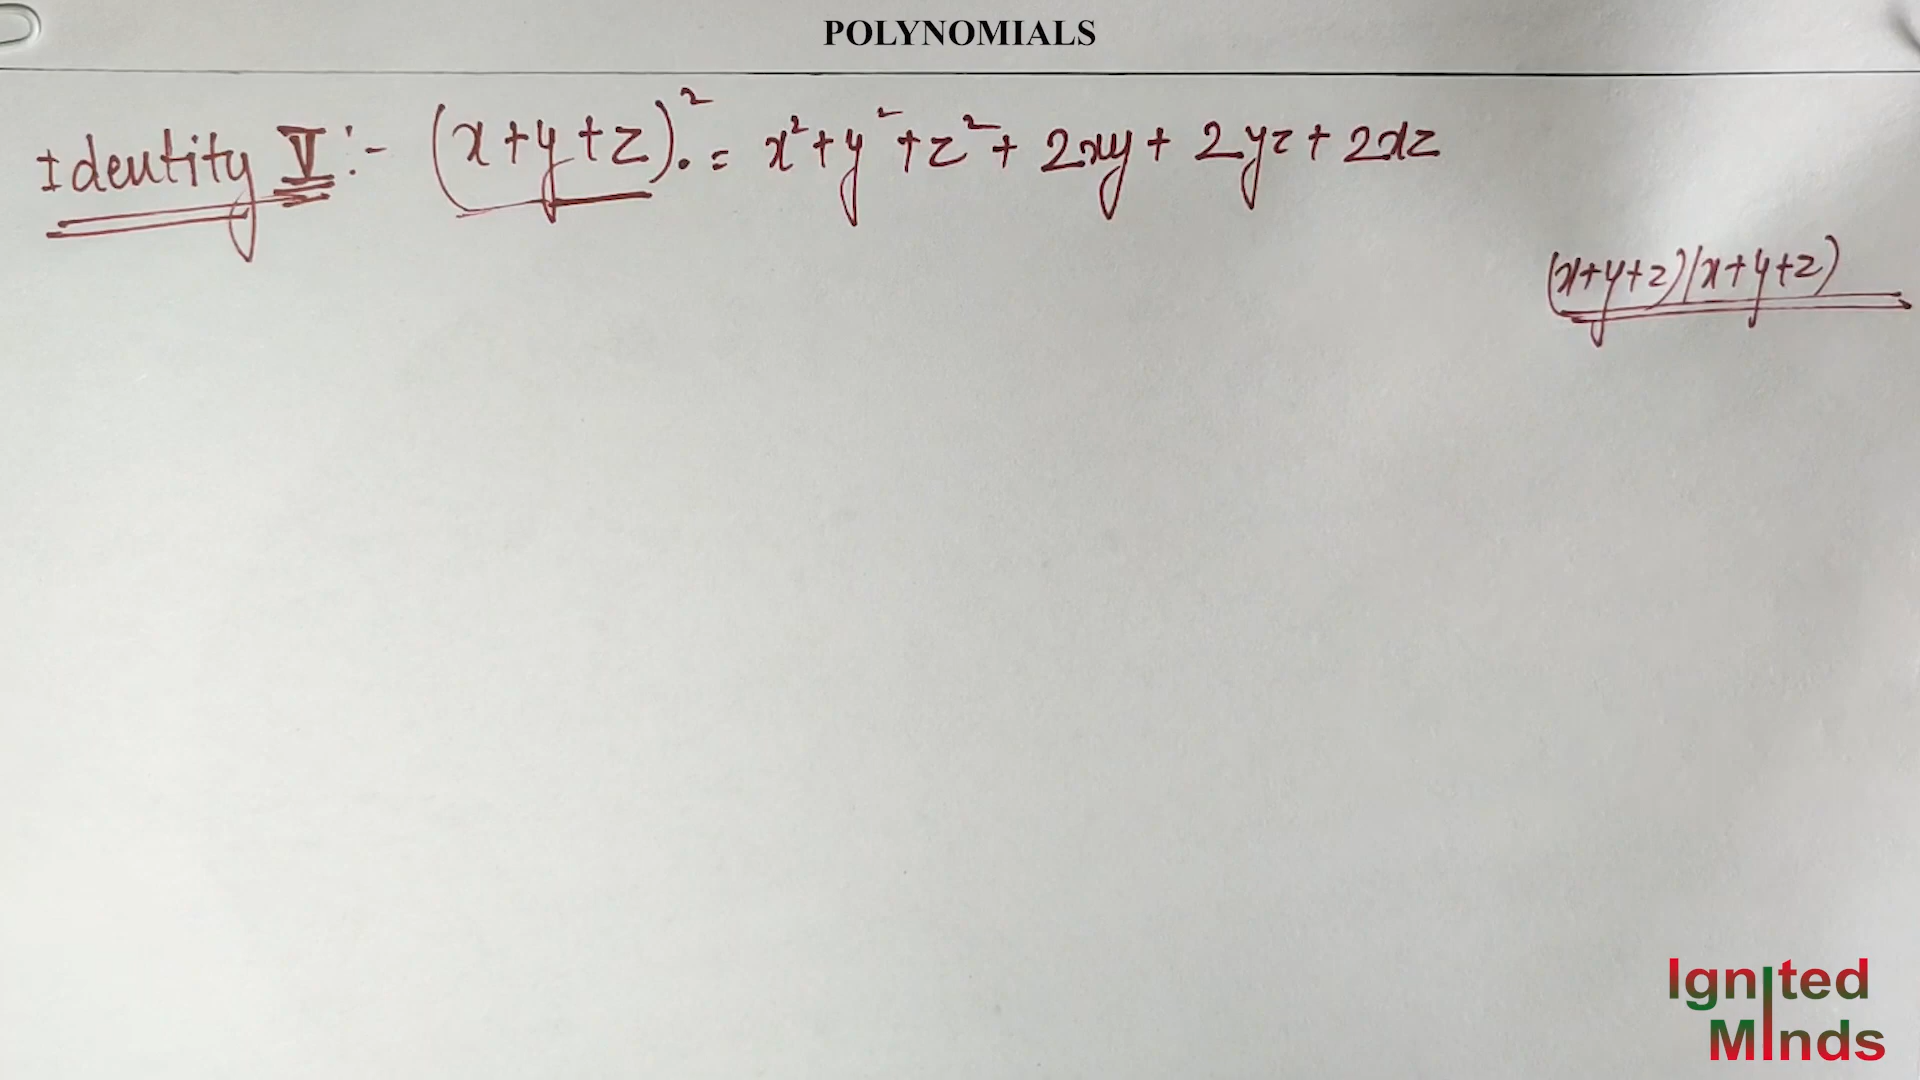 POLYNOMIALS
Identity V :- (x+y+z)² = x²+y²+z²+ 2xy + 2yz + 2xz
(x+y+z)(x+y+z)
Ignited
Minds